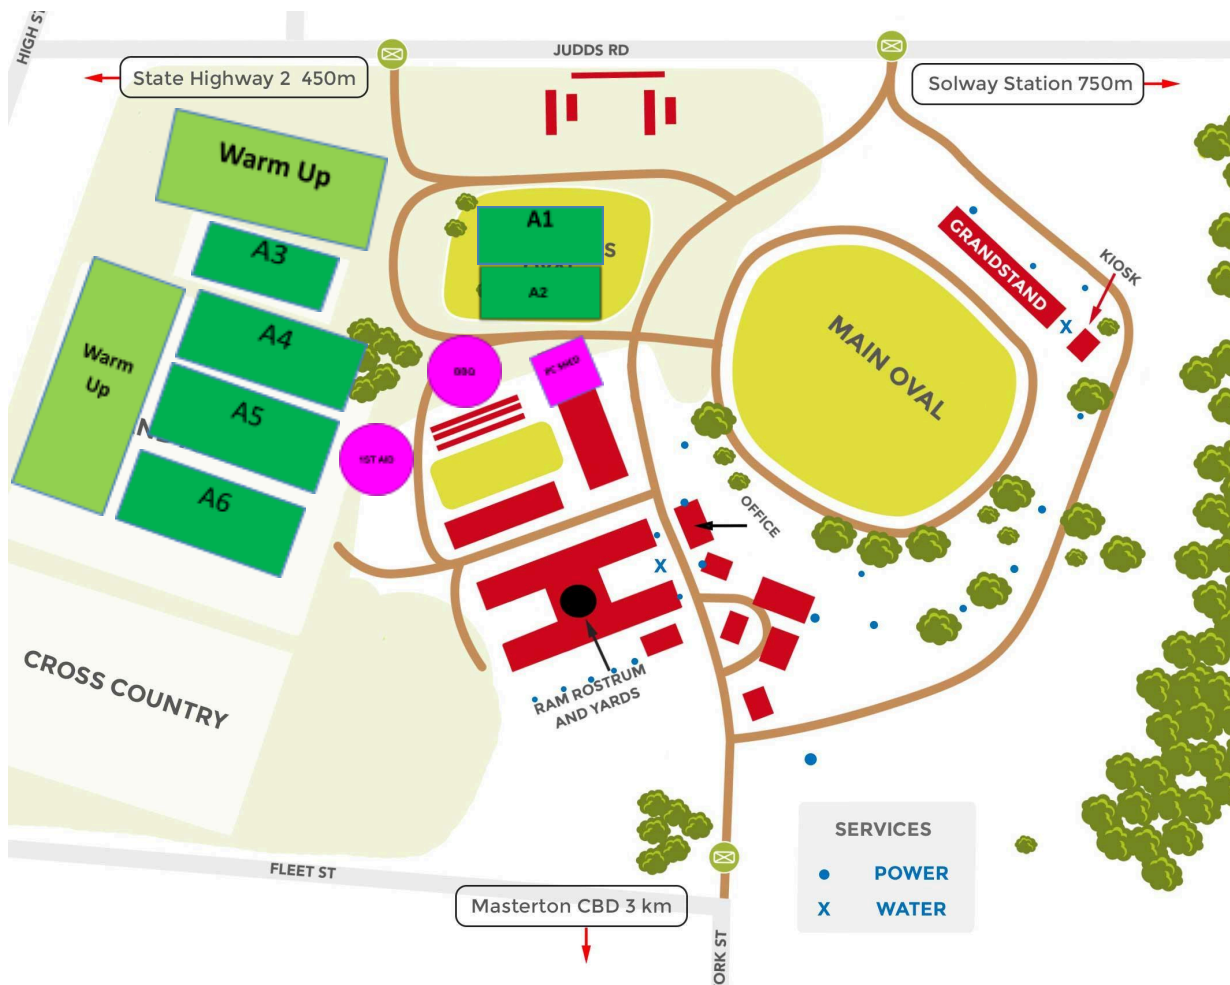 HIGH ST
JUDDS RD
State Highway 2 450m
Solway Station 750m
Warm Up
A1
S
A2
A3
GRANDSTAND
KIOSK
A4
MAIN OVAL
Warm
Up
BBQ
PC SHED
A5
N
1ST AID
A6
OFFICE
RAM ROSTRUM
AND YARDS
CROSS COUNTRY
SERVICES
POWER
X WATER
X
X
FLEET ST
Masterton CBD 3 km
ORK ST